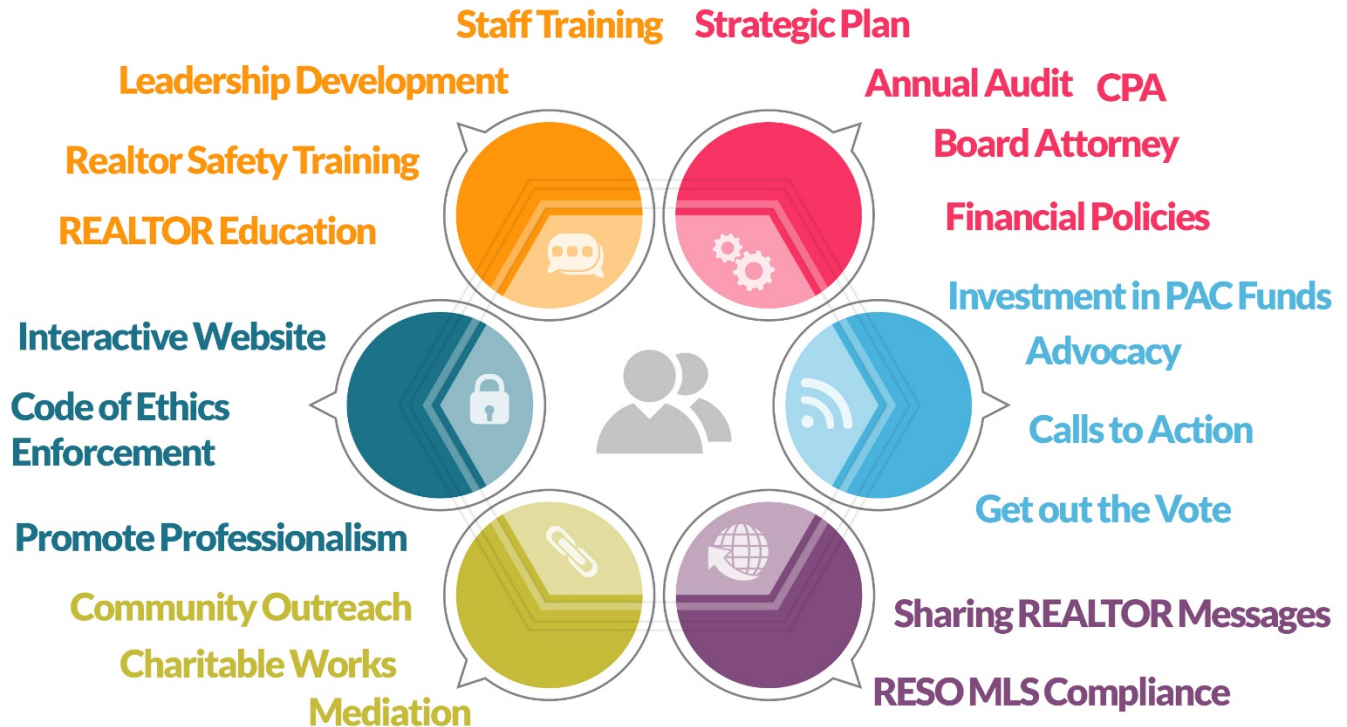 Staff Training
Strategic Plan
Leadership Development
Annual Audit
CPA
Realtor Safety Training
Board Attorney
REALTOR Education
Financial Policies
Investment in PAC Funds
Interactive Website
Advocacy
Code of Ethics
Enforcement
Calls to Action
Get out the Vote
Promote Professionalism
Community Outreach
Sharing REALTOR Messages
Charitable Works
RESO MLS Compliance
Mediation